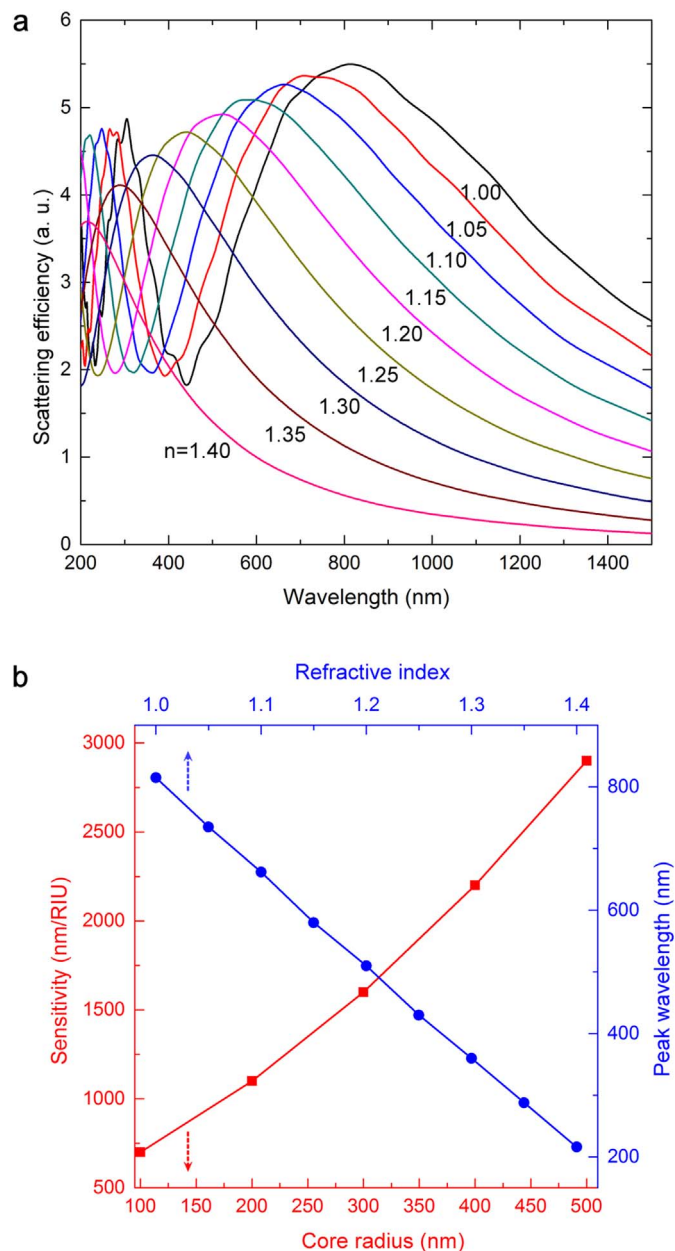 a
6
5
4
3
2
1
0
Scattering efficiency (a. u.)
1.00
1.05
1.10
1.15
1.20
1.25
1.30
1.35
n=1.40
200 400 600 800 1000 1200 1400
Wavelength (nm)
b
Refractive index
1.0 1.1 1.2 1.3 1.4
3000
2500
2000
1500
1000
500
Sensitivity (nm/RIU)
800
600
400
200
Peak wavelength (nm)
100 150 200 250 300 350 400 450 500
Core radius (nm)